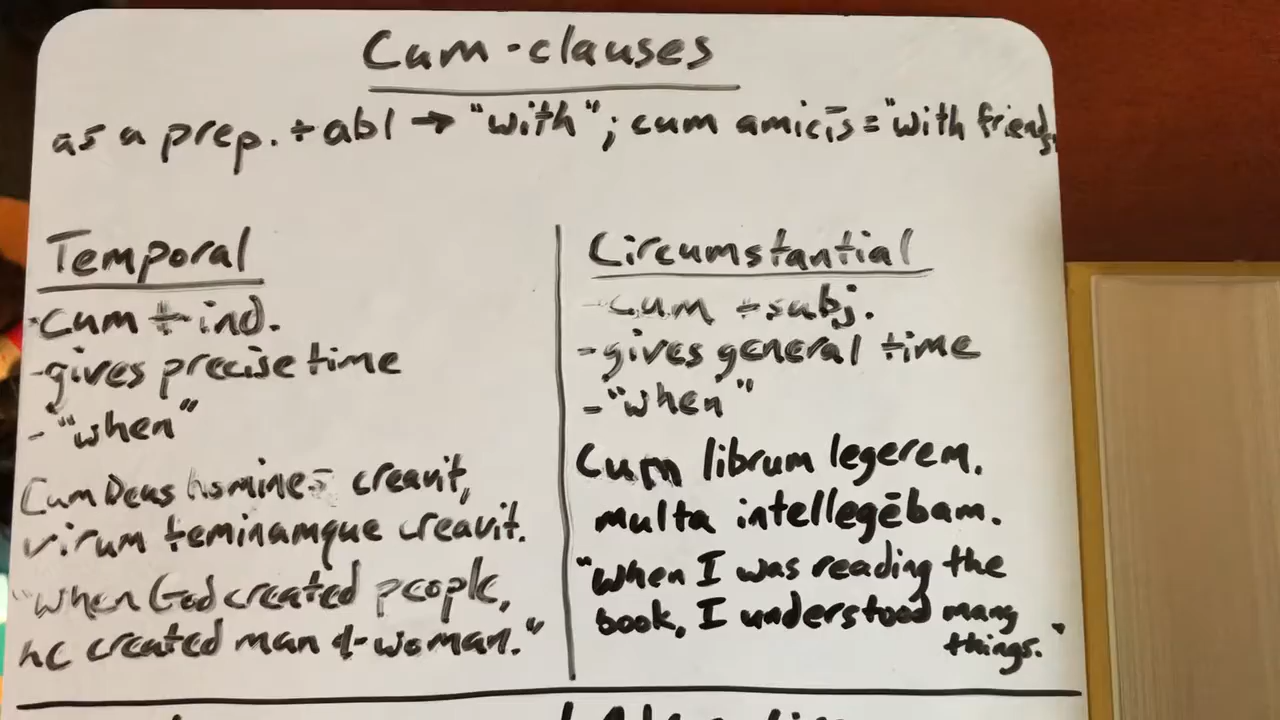 Cum-clauses
as a prep. + abl → "with"; cum amicīs = "with friends
Temporal
-Cum + ind.
-gives precise time
-"when"
Cum Deus homines creavit,
virum feminamque creavit.
"when God created people,
he created man & woman."
Circumstantial
-Cum + subj.
-gives general time
-"when"
Cum librum legerem.
multa intellegēbam.
"when I was reading the
book, I understood many
things."